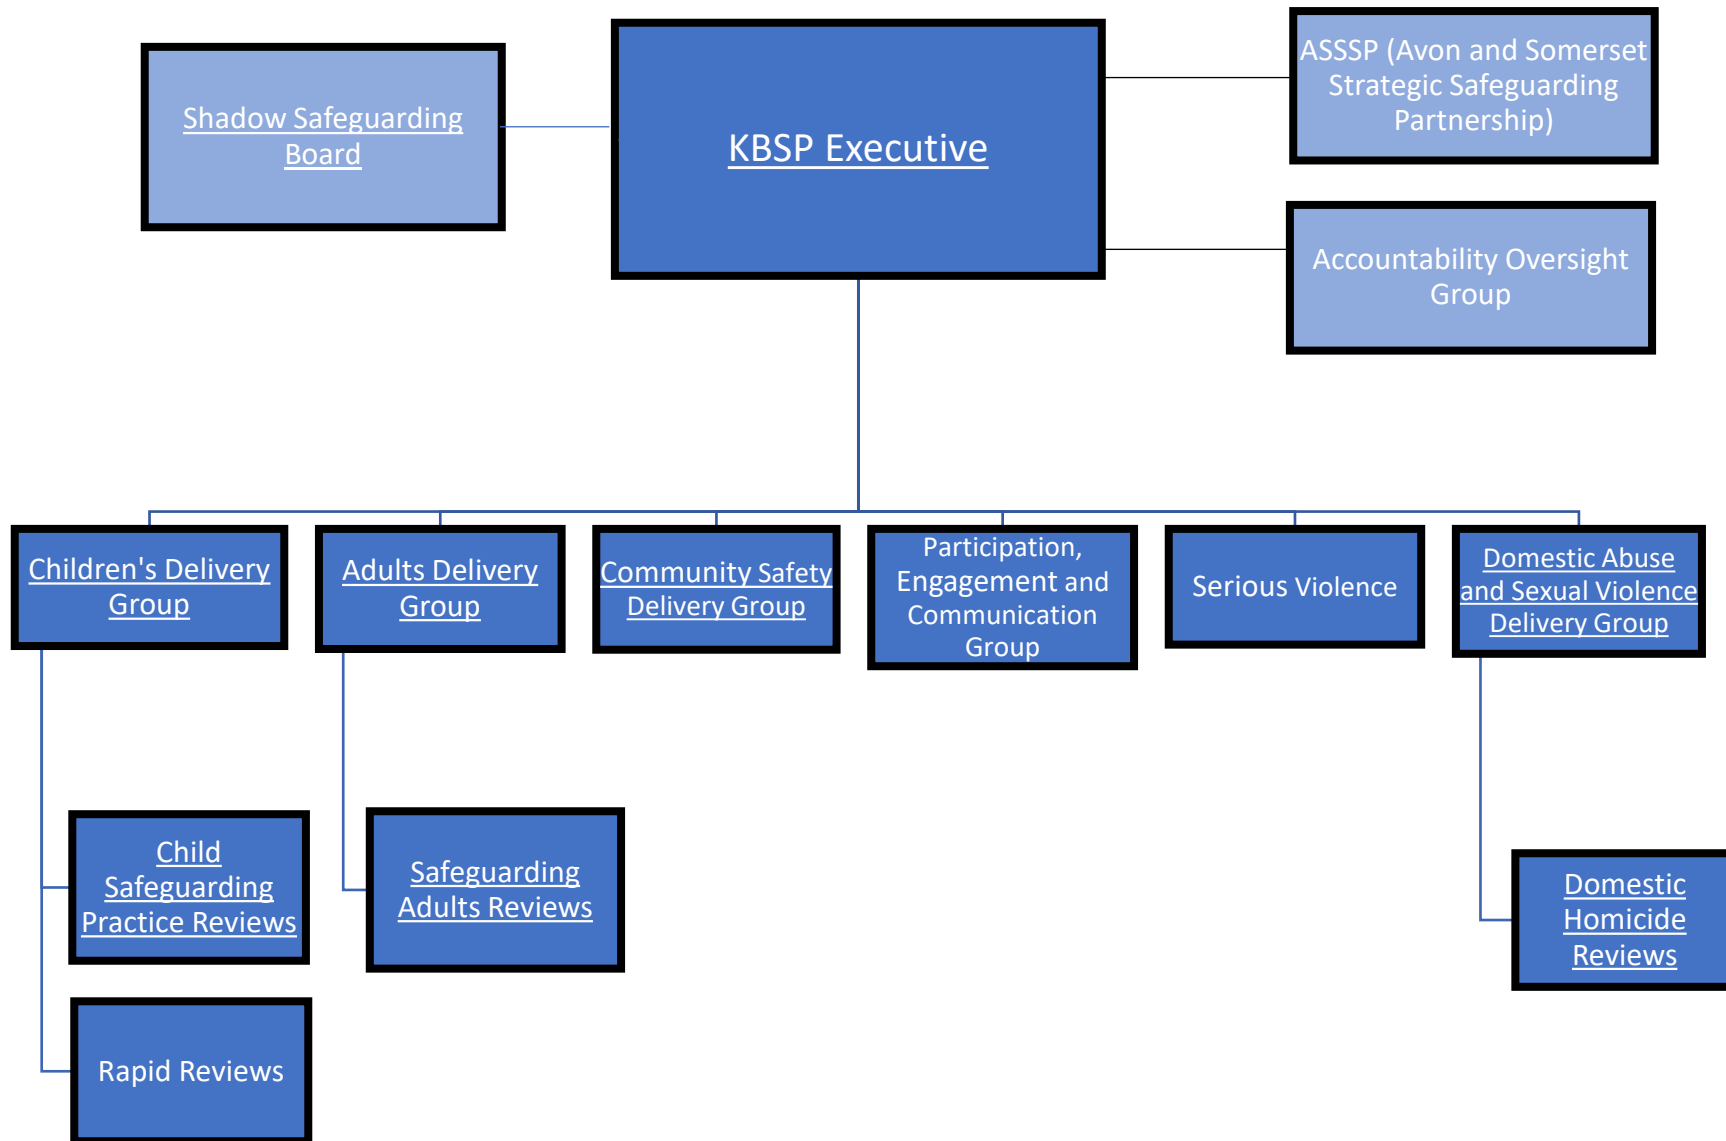 Shadow Safeguarding
Board
KBSP Executive
ASSSP (Avon and Somerset
Strategic Safeguarding
Partnership)
Accountability Oversight
Group
Children's Delivery
Group
Adults Delivery
Group
Community Safety
Delivery Group
Participation,
Engagement and
Communication
Group
Serious Violence
Domestic Abuse
and Sexual Violence
Delivery Group
Child
Safeguarding
Practice Reviews
Safeguarding
Adults Reviews
Domestic
Homicide
Reviews
Rapid Reviews